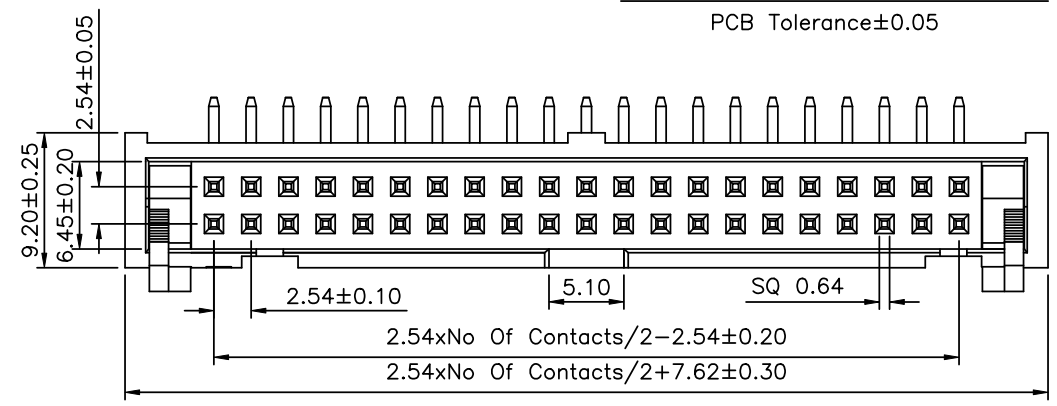 PCB Tolerance±0.05
2.54±0.05
9.20±0.25
6.45±0.20
2.54±0.10
5.10
SQ 0.64
2.54xNo Of Contacts/2-2.54±0.20
2.54xNo Of Contacts/2+7.62±0.30